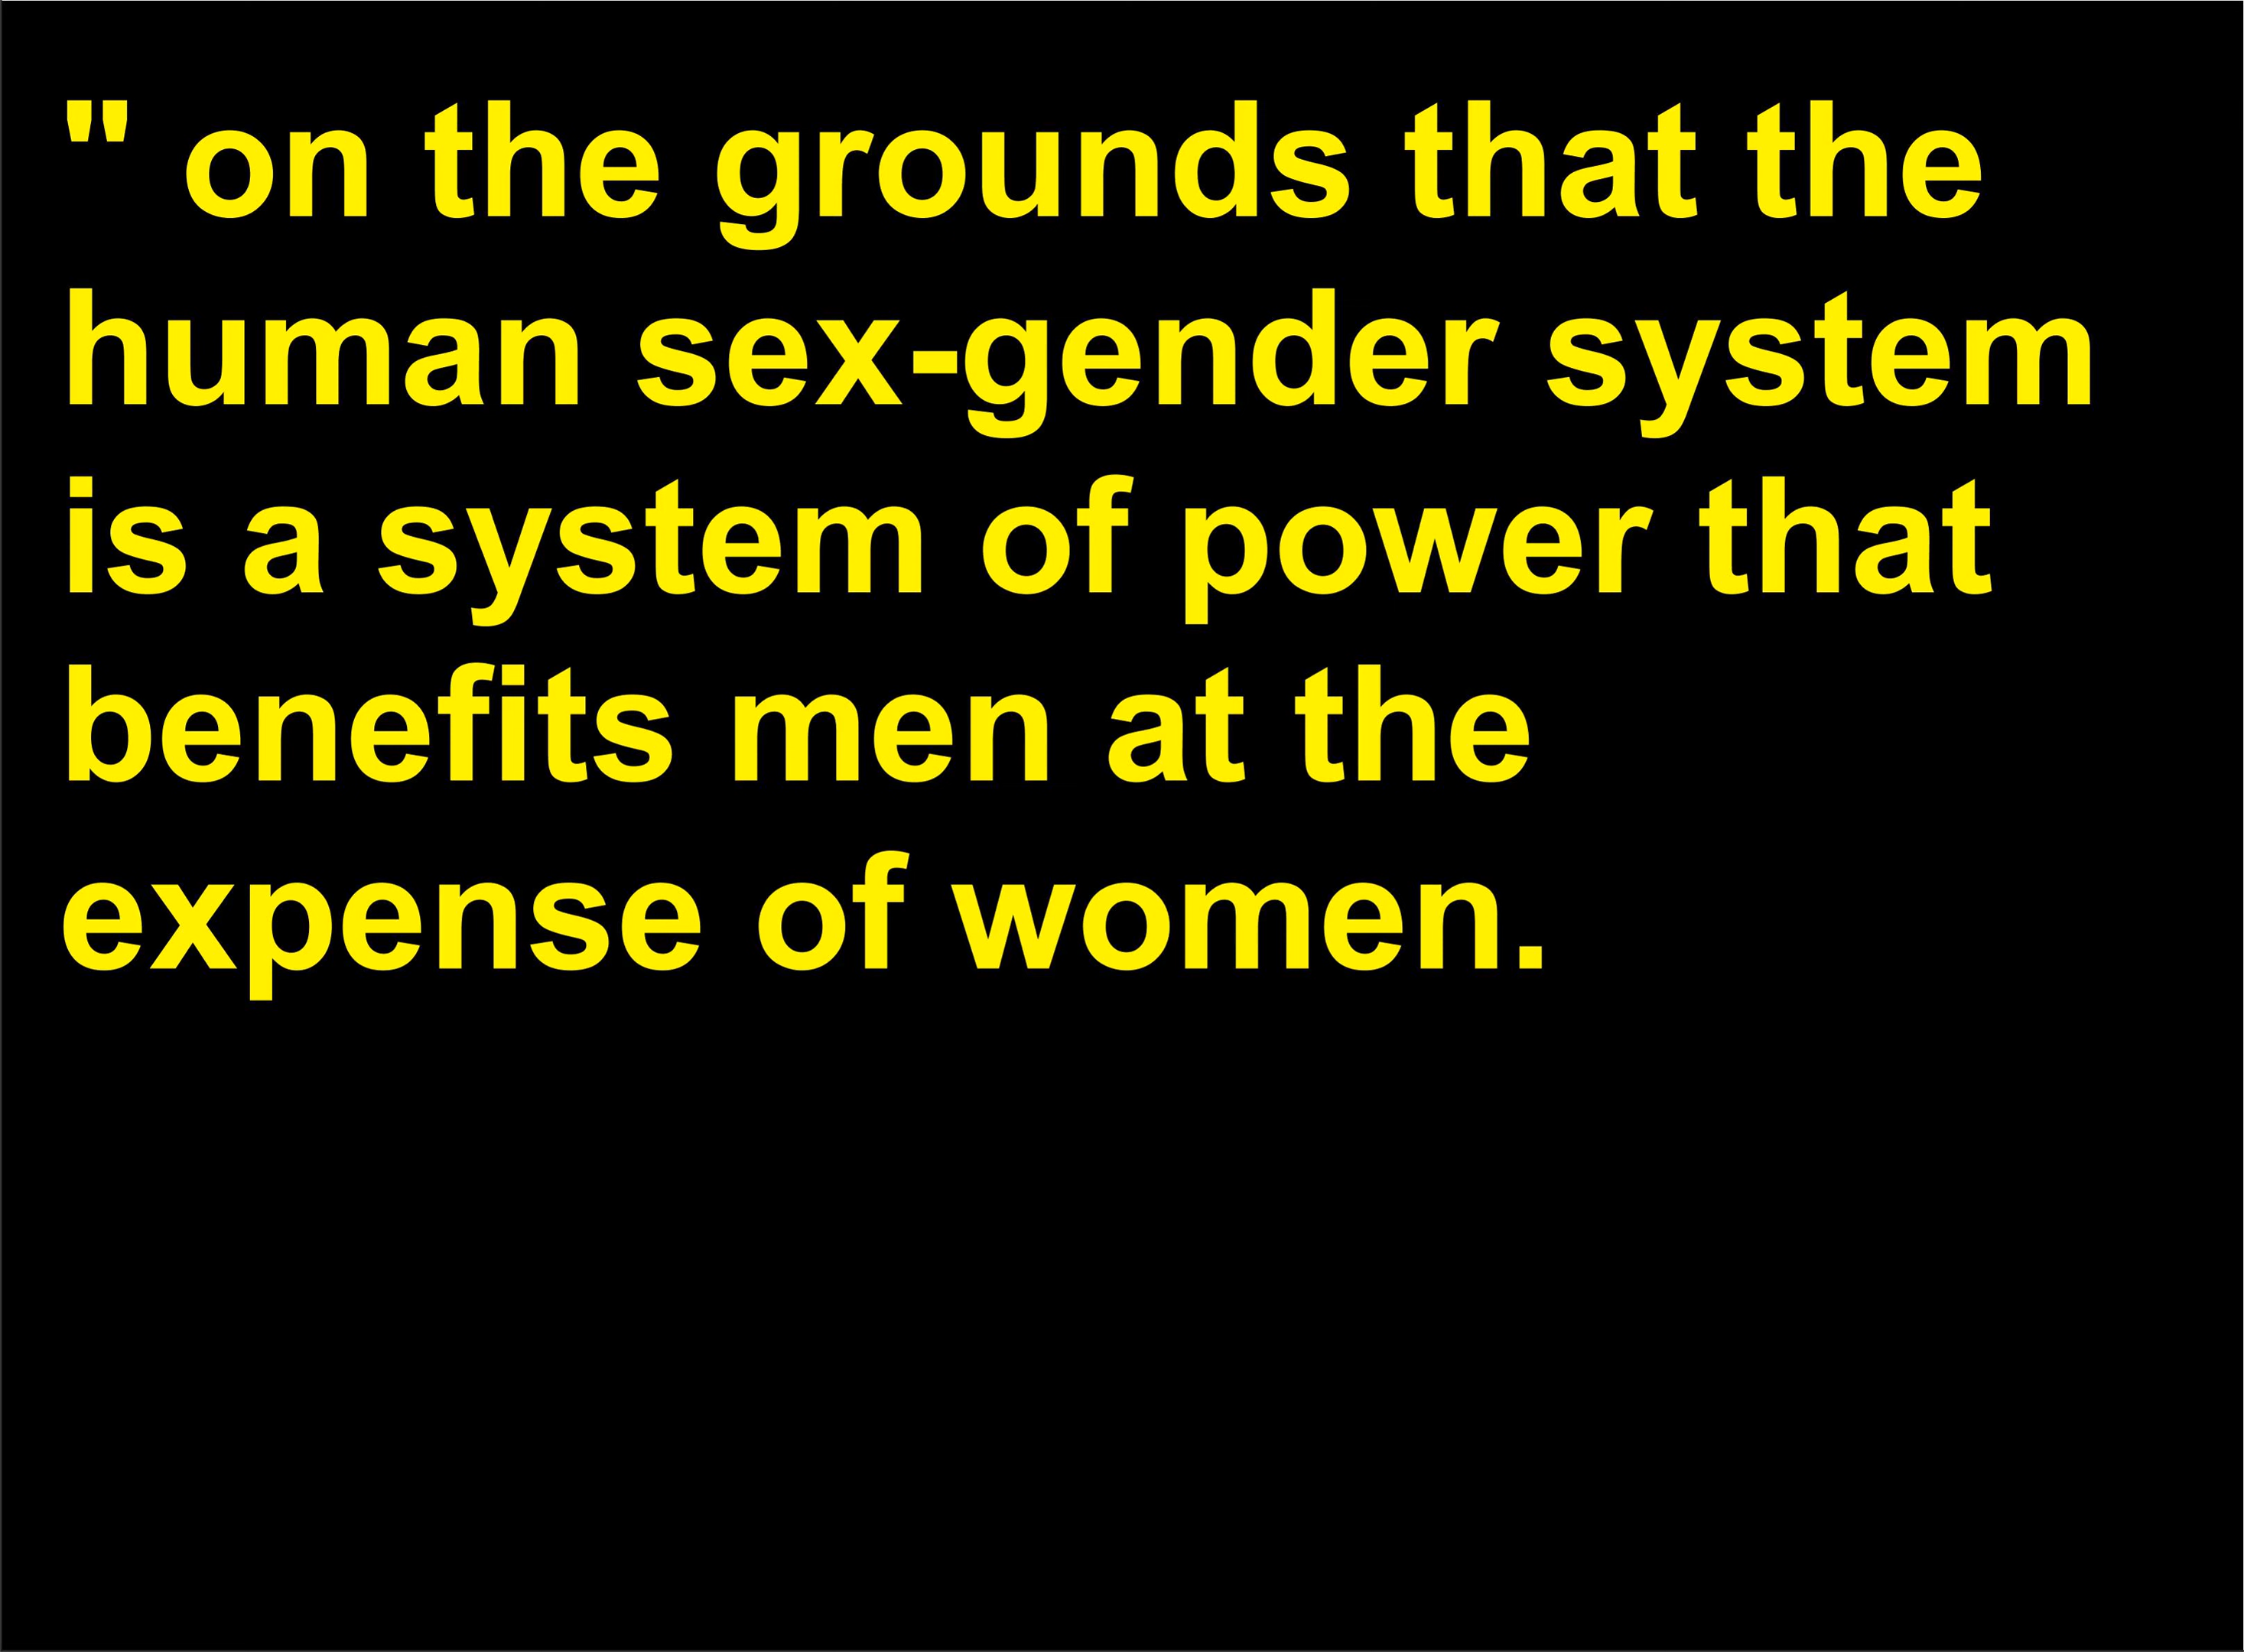 " on the grounds that the
human sex-gender system
is a system of power that
benefits men at the
expense of women.